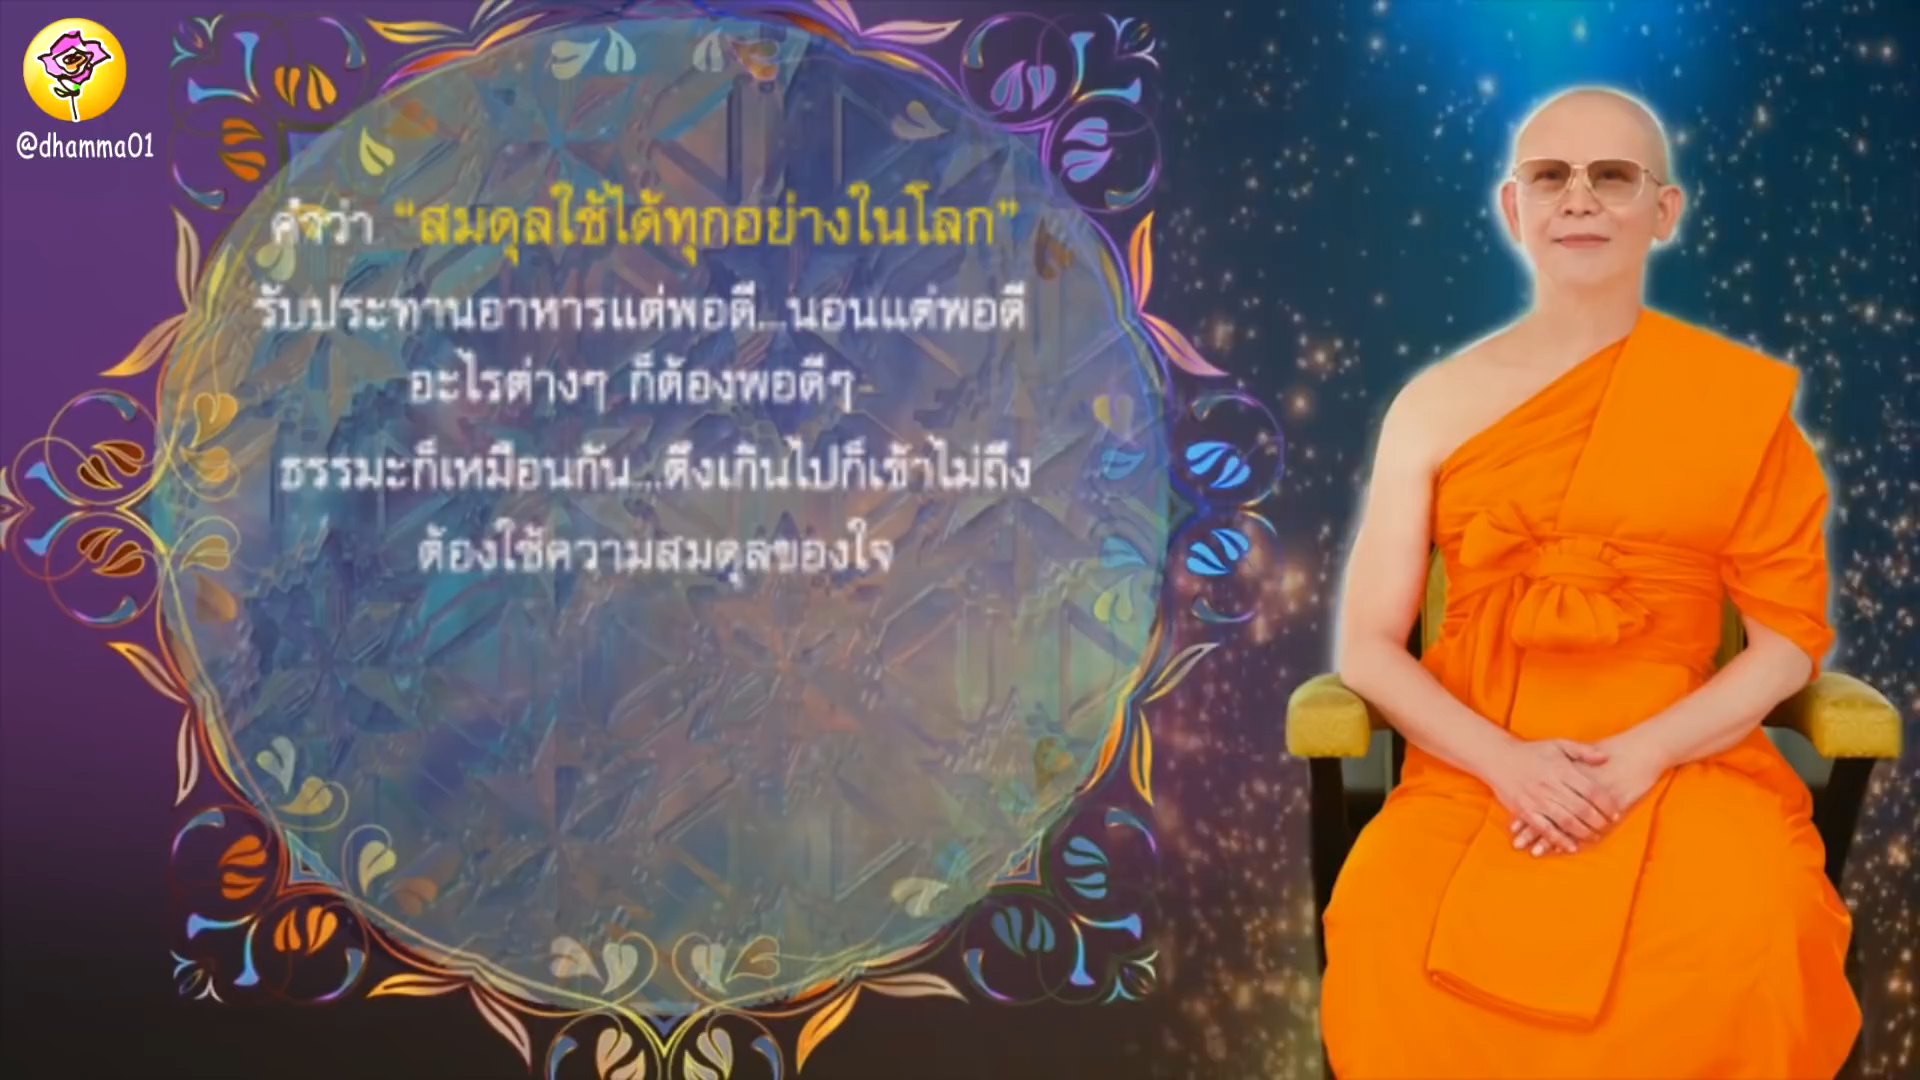 @dhamma01
คำว่า “สมดุลใช้ได้ทุกอย่างในโลก”
รับประทานอาหารแต่พอดี...นอนแต่พอดี
อะไรต่างๆ ก็ต้องพอดีๆ
ธรรมะก็เหมือนกัน...ตึงเกินไปก็เข้าไม่ถึง
ต้องใช้ความสมดุลของใจ